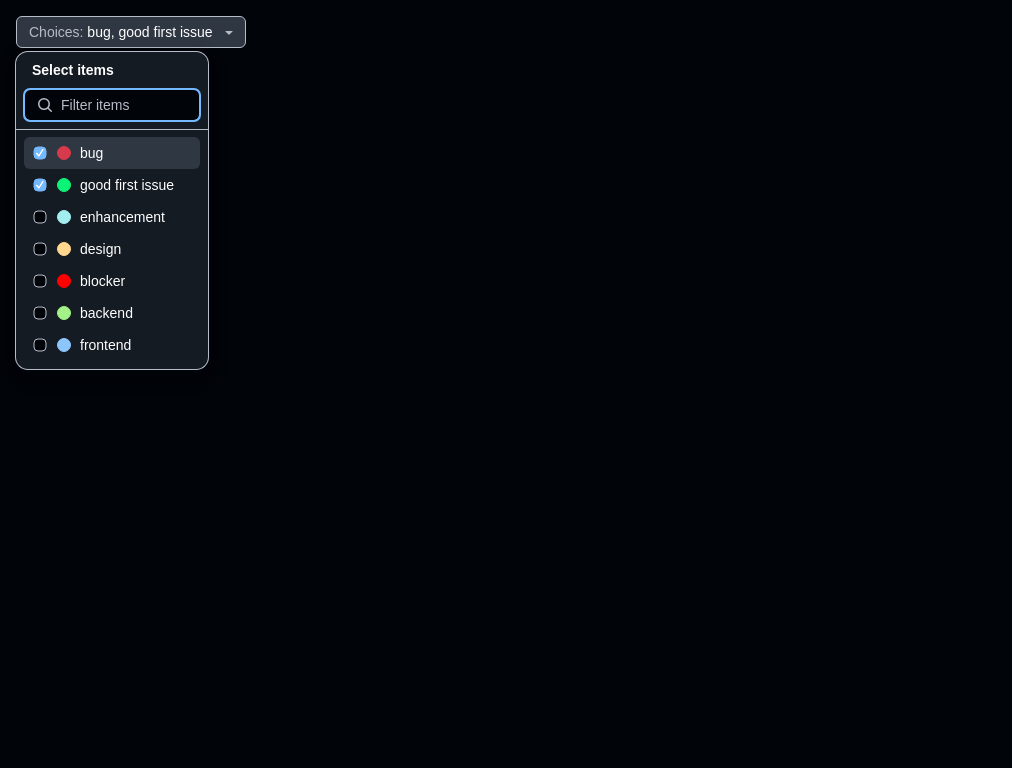 Choices: bug, good first issue
Select items
Filter items
bug
good first issue
enhancement
design
blocker
backend
frontend